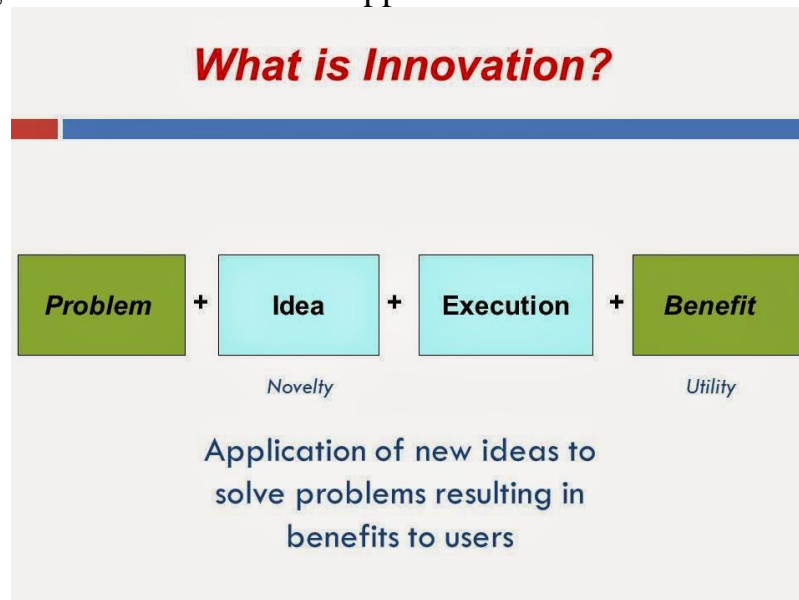 What is Innovation?
Problem + Idea + Execution + Benefit
Novelty Utility
Application of new ideas to
solve problems resulting in
benefits to users